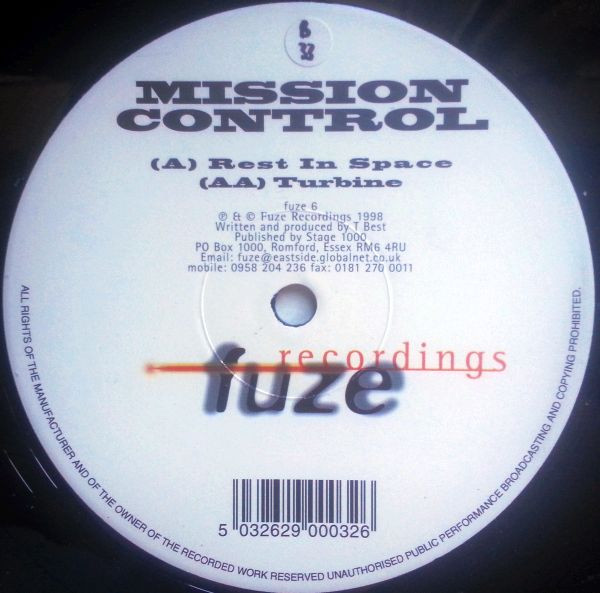 B
33
MISSION
CONTROL
(A) Rest In Space
(AA) Turbine
fuze 6
℗ & © Fuze Recordings 1998
Written and produced by T Best
Published by Stage 1000
PO Box 1000, Romford, Essex RM6 4RU
Email: fuze@eastside.globalnet.co.uk
mobile: 0958 204 236 fax: 0181 270 0011
recordings
fuze
5 032629 000326
ALL RIGHTS OF THE MANUFACTURER AND OF THE OWNER OF THE RECORDED WORK RESERVED UNAUTHORISED PUBLIC PERFORMANCE BROADCASTING AND COPYING PROHIBITED.